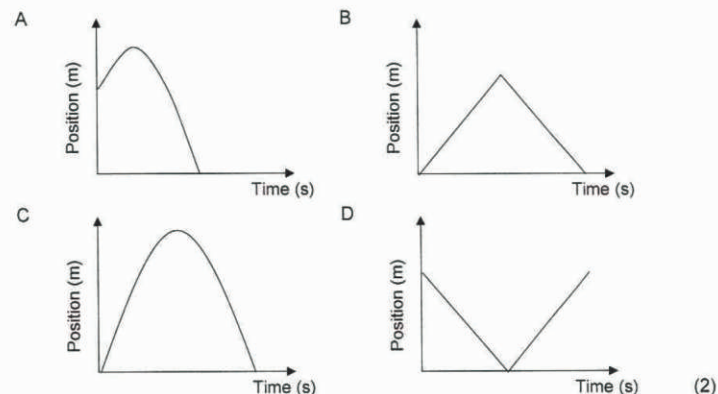 A
Position (m)
Time (s)
B
Position (m)
Time (s)
C
Position (m)
Time (s)
D
Position (m)
Time (s)
(2)